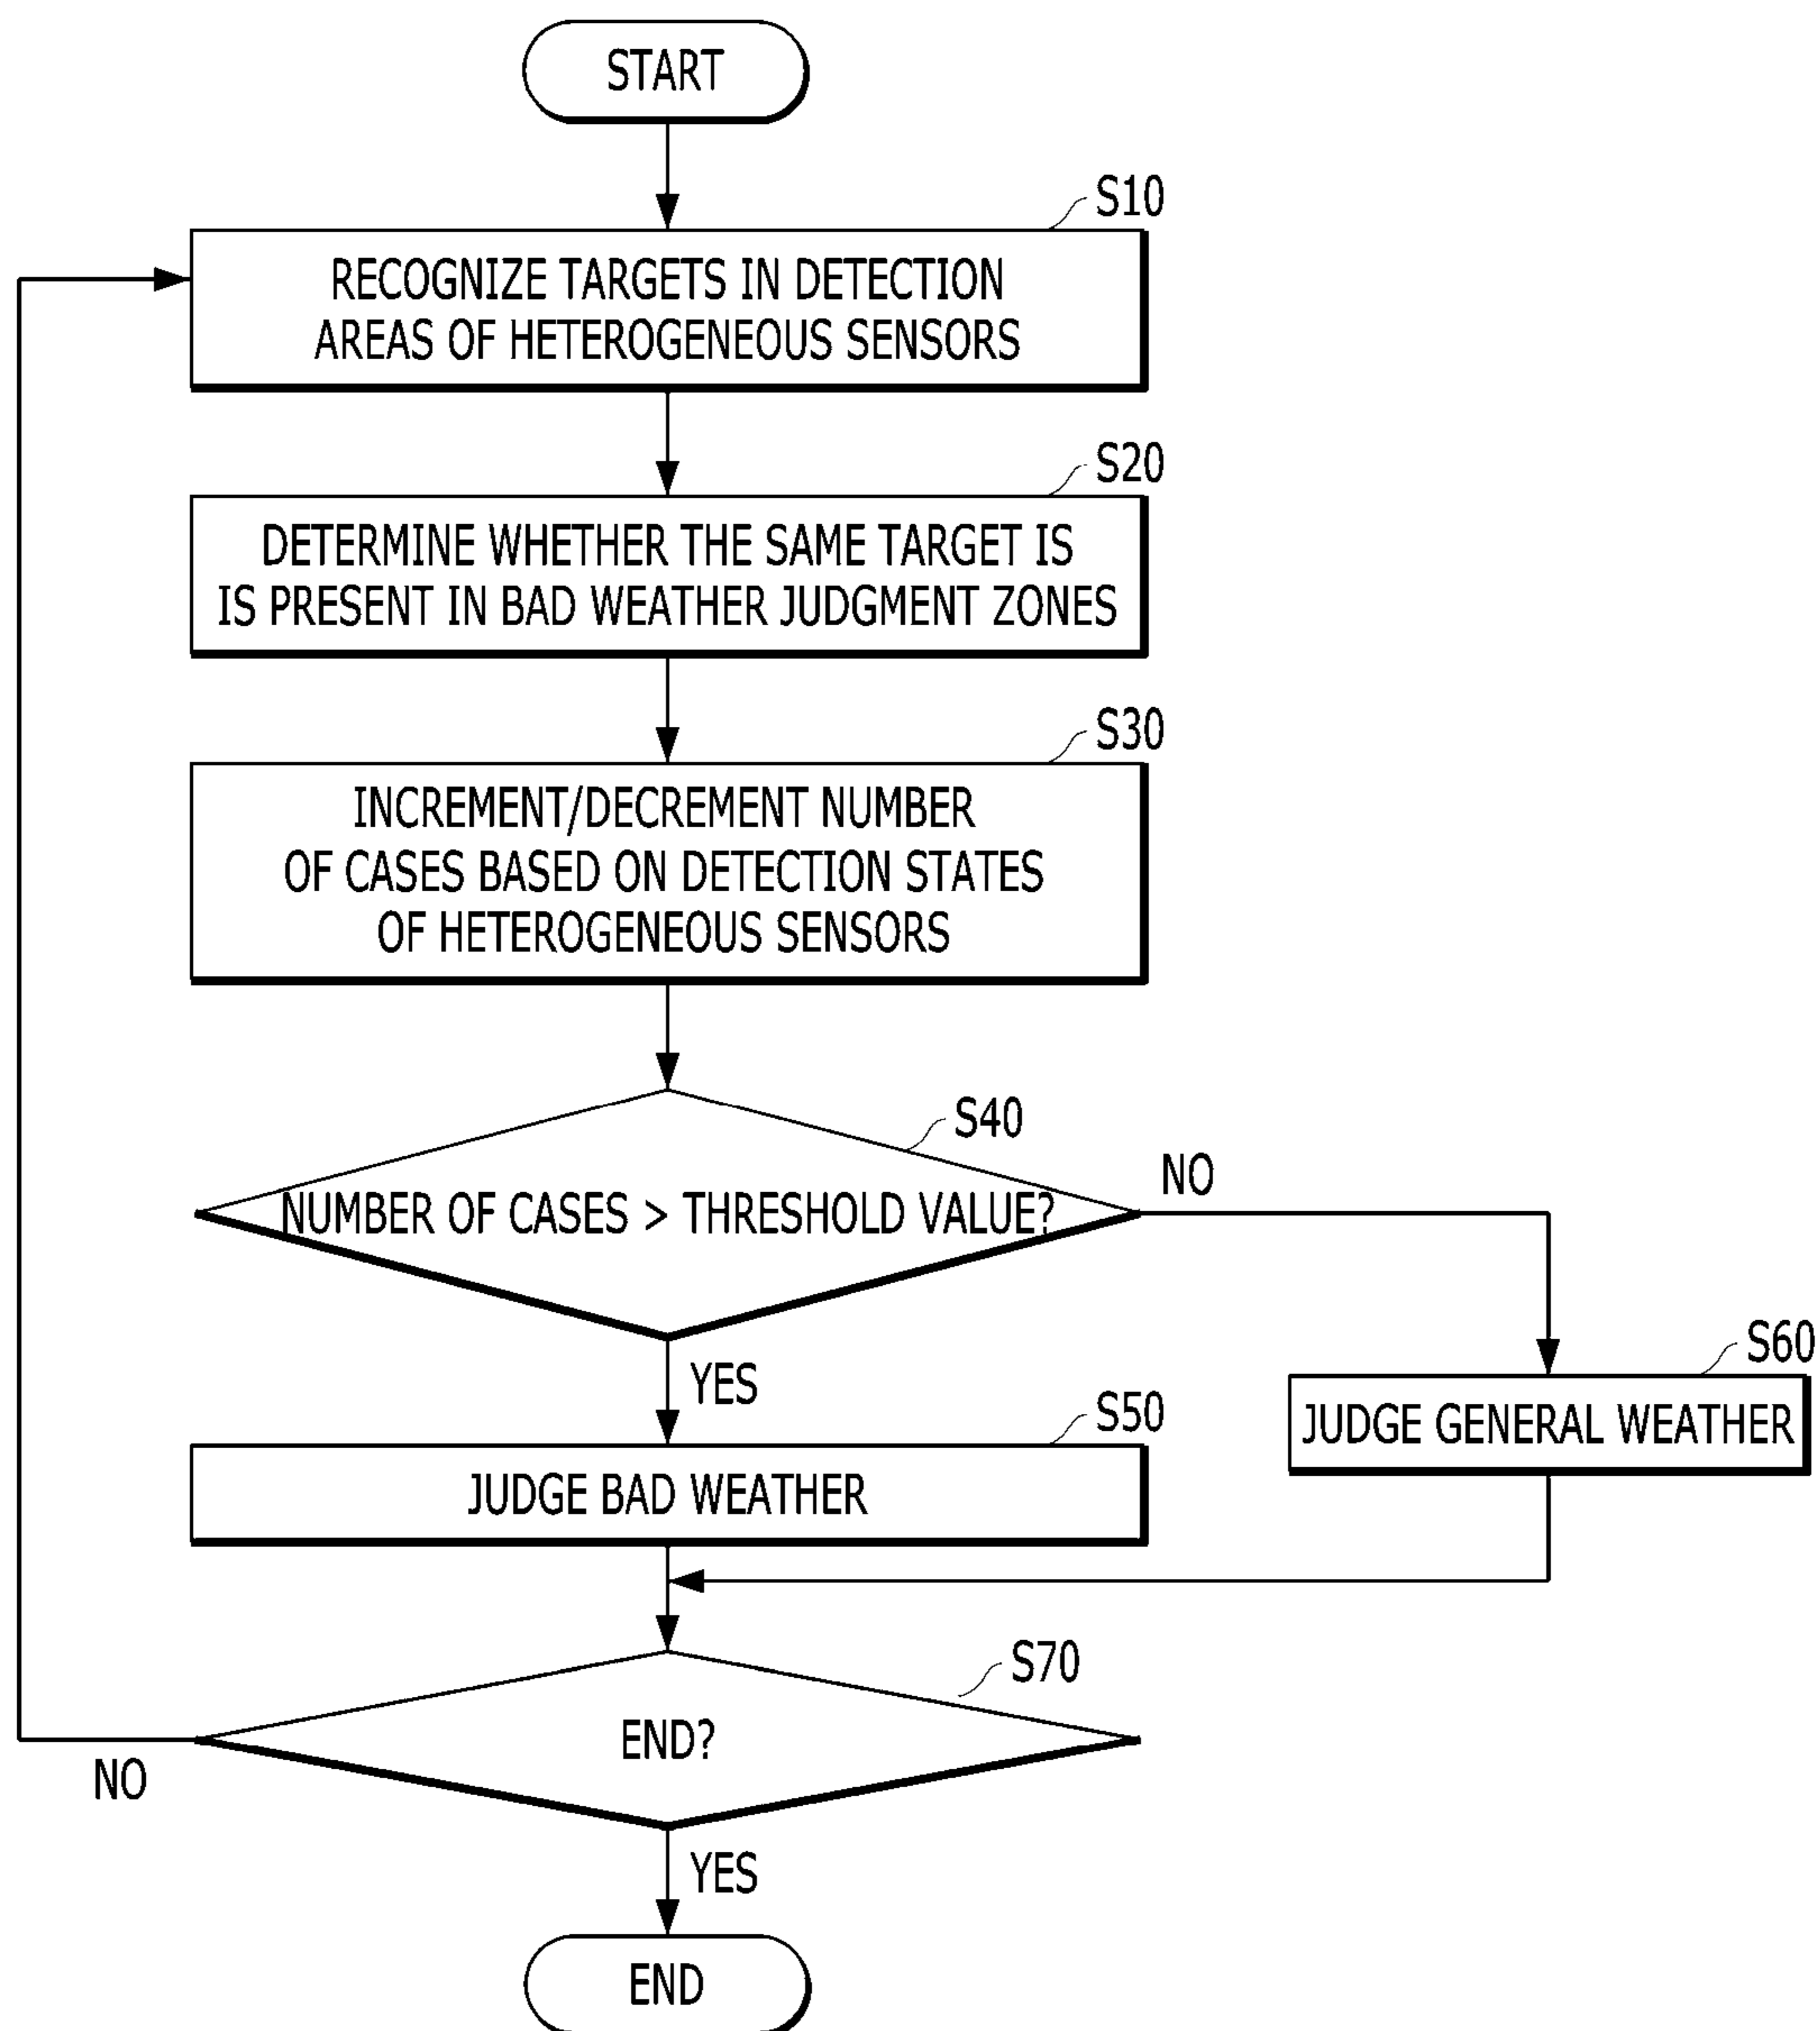 START
S10
RECOGNIZE TARGETS IN DETECTION
AREAS OF HETEROGENEOUS SENSORS
S20
DETERMINE WHETHER THE SAME TARGET IS
IS PRESENT IN BAD WEATHER JUDGMENT ZONES
S30
INCREMENT/DECREMENT NUMBER
OF CASES BASED ON DETECTION STATES
OF HETEROGENEOUS SENSORS
S40
NUMBER OF CASES > THRESHOLD VALUE?
NO
YES
S60
JUDGE GENERAL WEATHER
S50
JUDGE BAD WEATHER
S70
END?
NO
YES
END